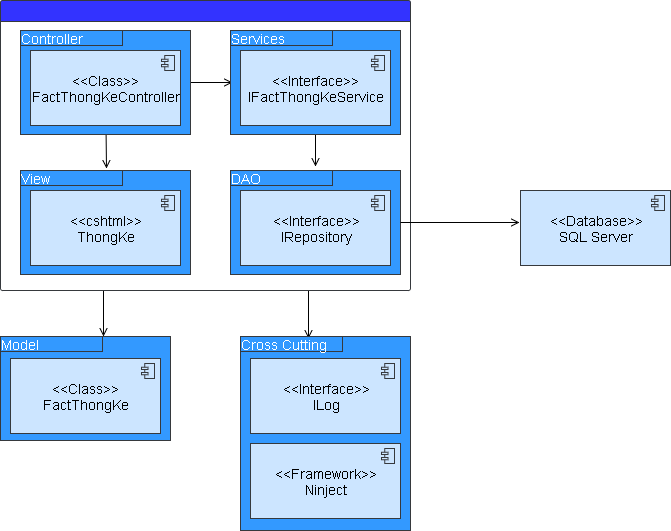 Controller
<<Class>>
FactThongKeController
Services
<<Interface>>
IFactThongKeService
View
<<cshtml>>
ThongKe
DAO
<<Interface>>
IRepository
<<Database>>
SQL Server
Model
<<Class>>
FactThongKe
Cross Cutting
<<Interface>>
ILog
<<Framework>>
Ninject